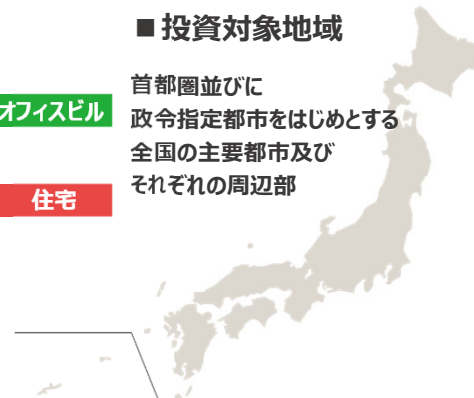 ■投資対象地域
首都圏並びに
オフィスビル
政令指定都市をはじめとする
全国の主要都市及び
それぞれの周辺部
住宅